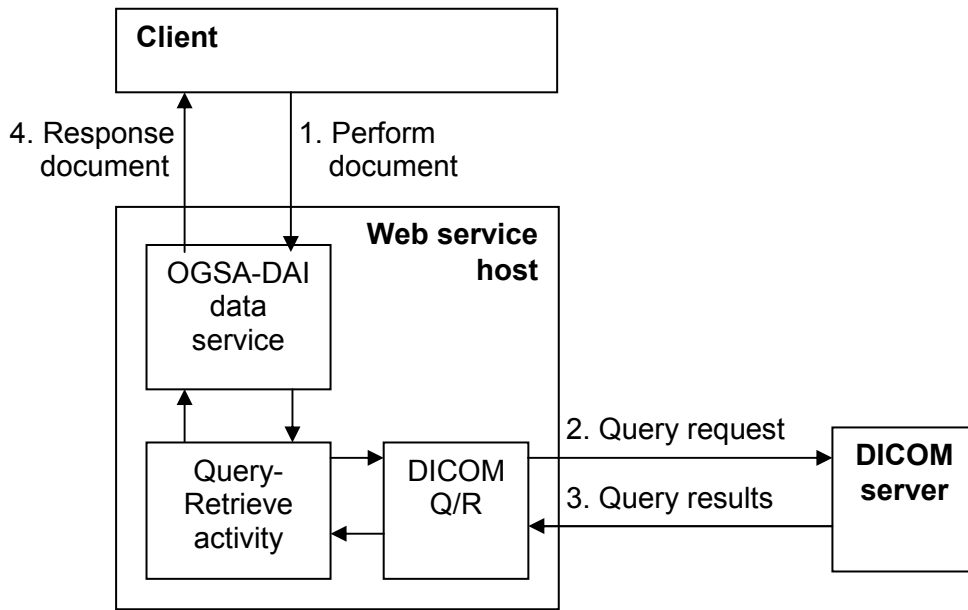 Client
4. Response
document
1. Perform
document
Web service
host
OGSA-DAI
data
service
Query-
Retrieve
activity
DICOM
Q/R
2. Query request
3. Query results
DICOM
server